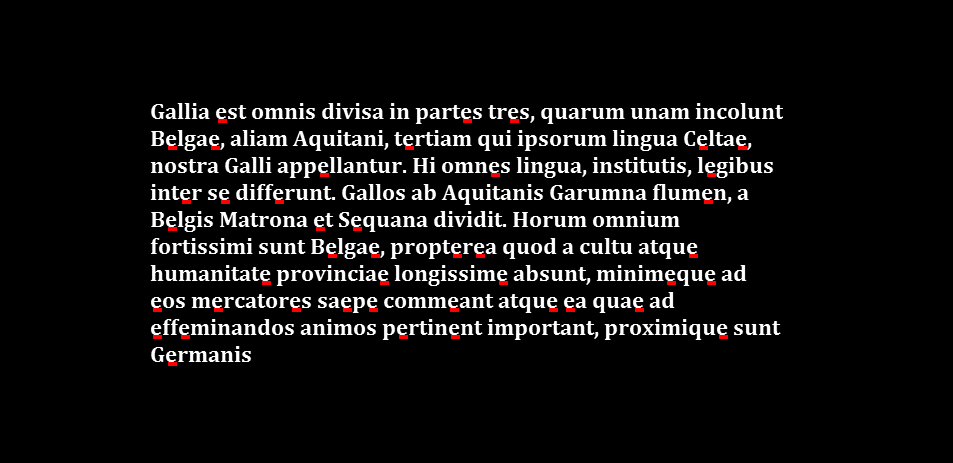 Gallia est omnis divisa in partes tres, quarum unam incolunt
Belgae, aliam Aquitani, tertiam qui ipsorum lingua Celtae,
nostra Galli appellantur. Hi omnes lingua, institutis, legibus
inter se differunt. Gallos ab Aquitanis Garumna flumen, a
Belgis Matrona et Sequana dividit. Horum omnium
fortissimi sunt Belgae, propterea quod a cultu atque
humanitate provinciae longissime absunt, minimeque ad
eos mercatores saepe commeant atque ea quae ad
effeminandos animos pertinent important, proximique sunt
Germanis